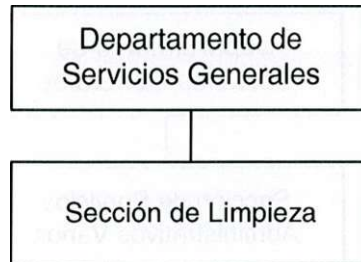 Departamento de
Servicios Generales
Sección de Limpieza